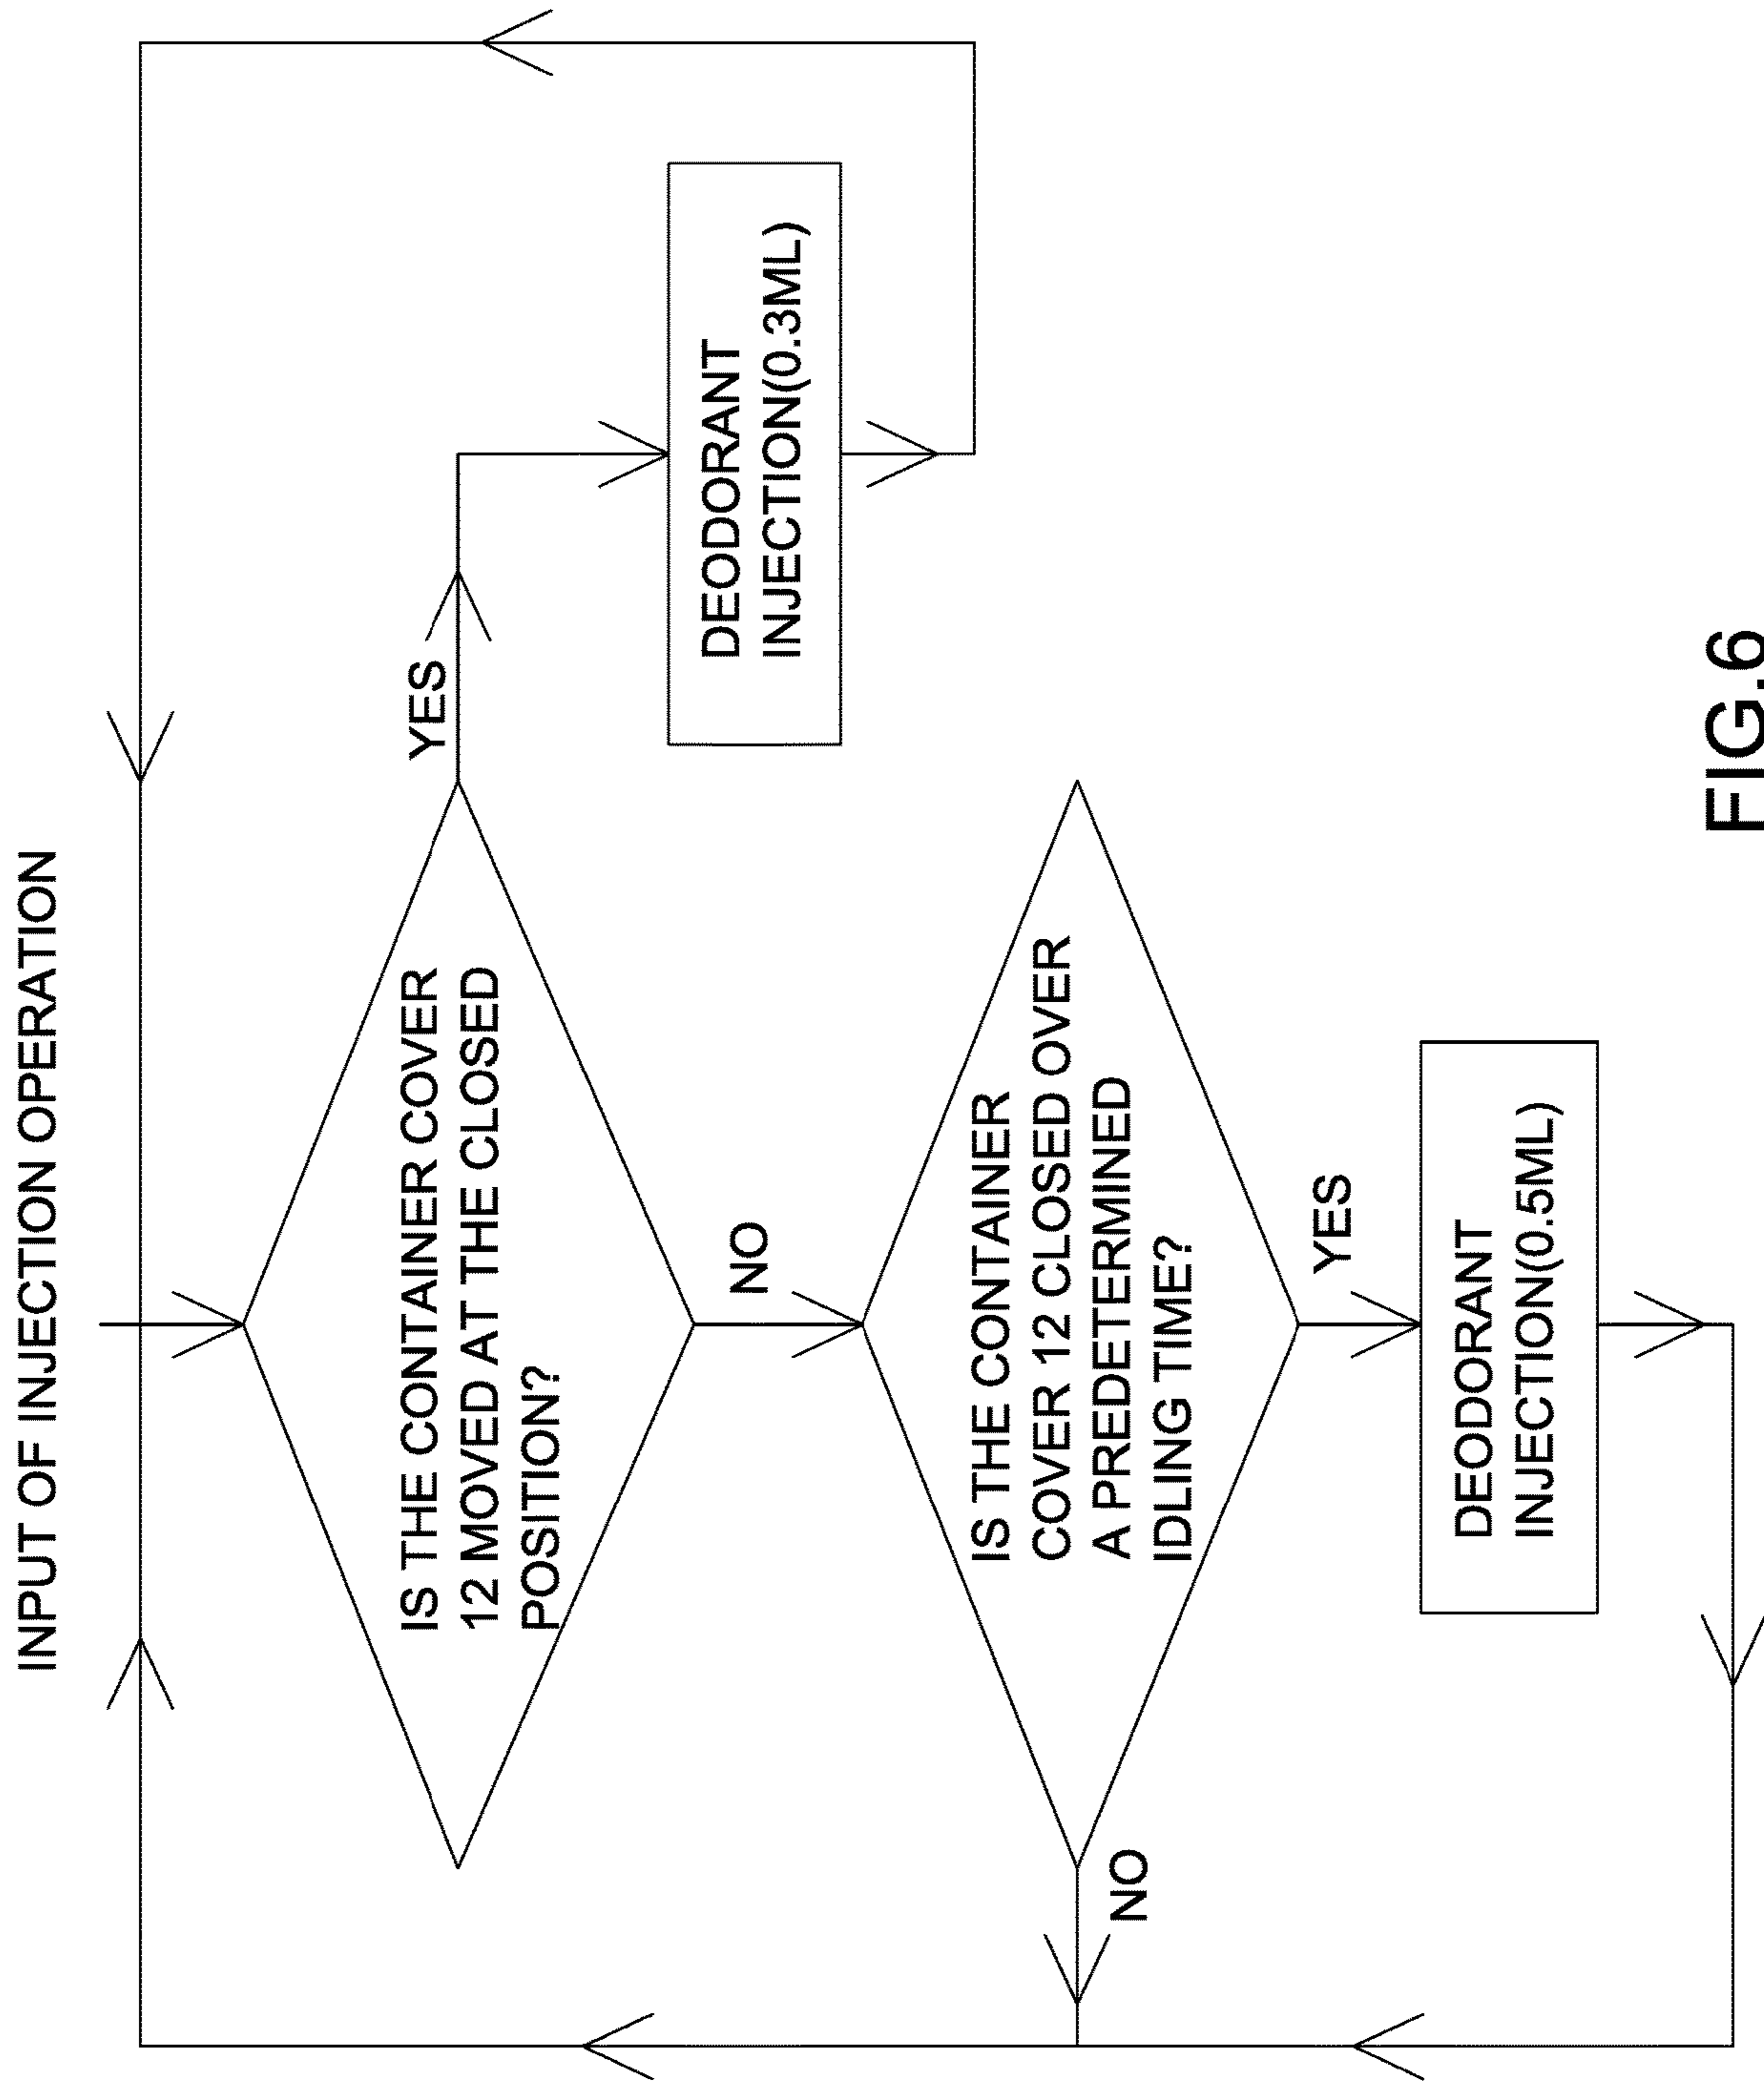 INPUT OF INJECTION OPERATION
IS THE CONTAINER COVER
12 MOVED AT THE CLOSED
POSITION?
YES
DEODORANT
INJECTION(0.3ML)
NO
IS THE CONTAINER
COVER 12 CLOSED OVER
A PREDETERMINED
IDLING TIME?
NO
YES
DEODORANT
INJECTION(0.5ML)
FIG.6